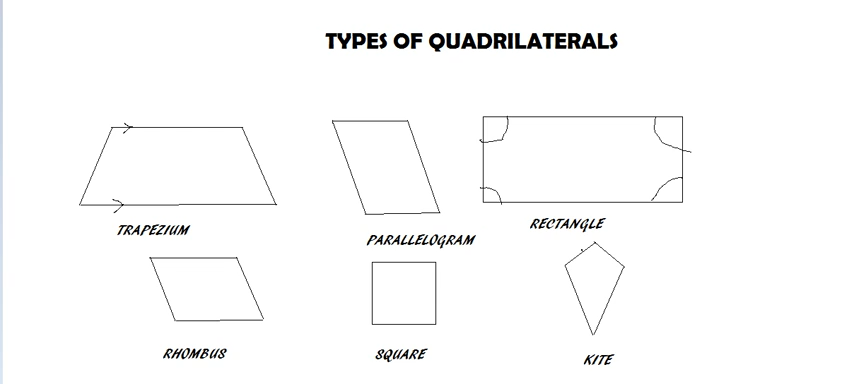 TYPES OF QUADRILATERALS
TRAPEZIUM
PARALLELOGRAM
RECTANGLE
RHOMBUS
SQUARE
KITE